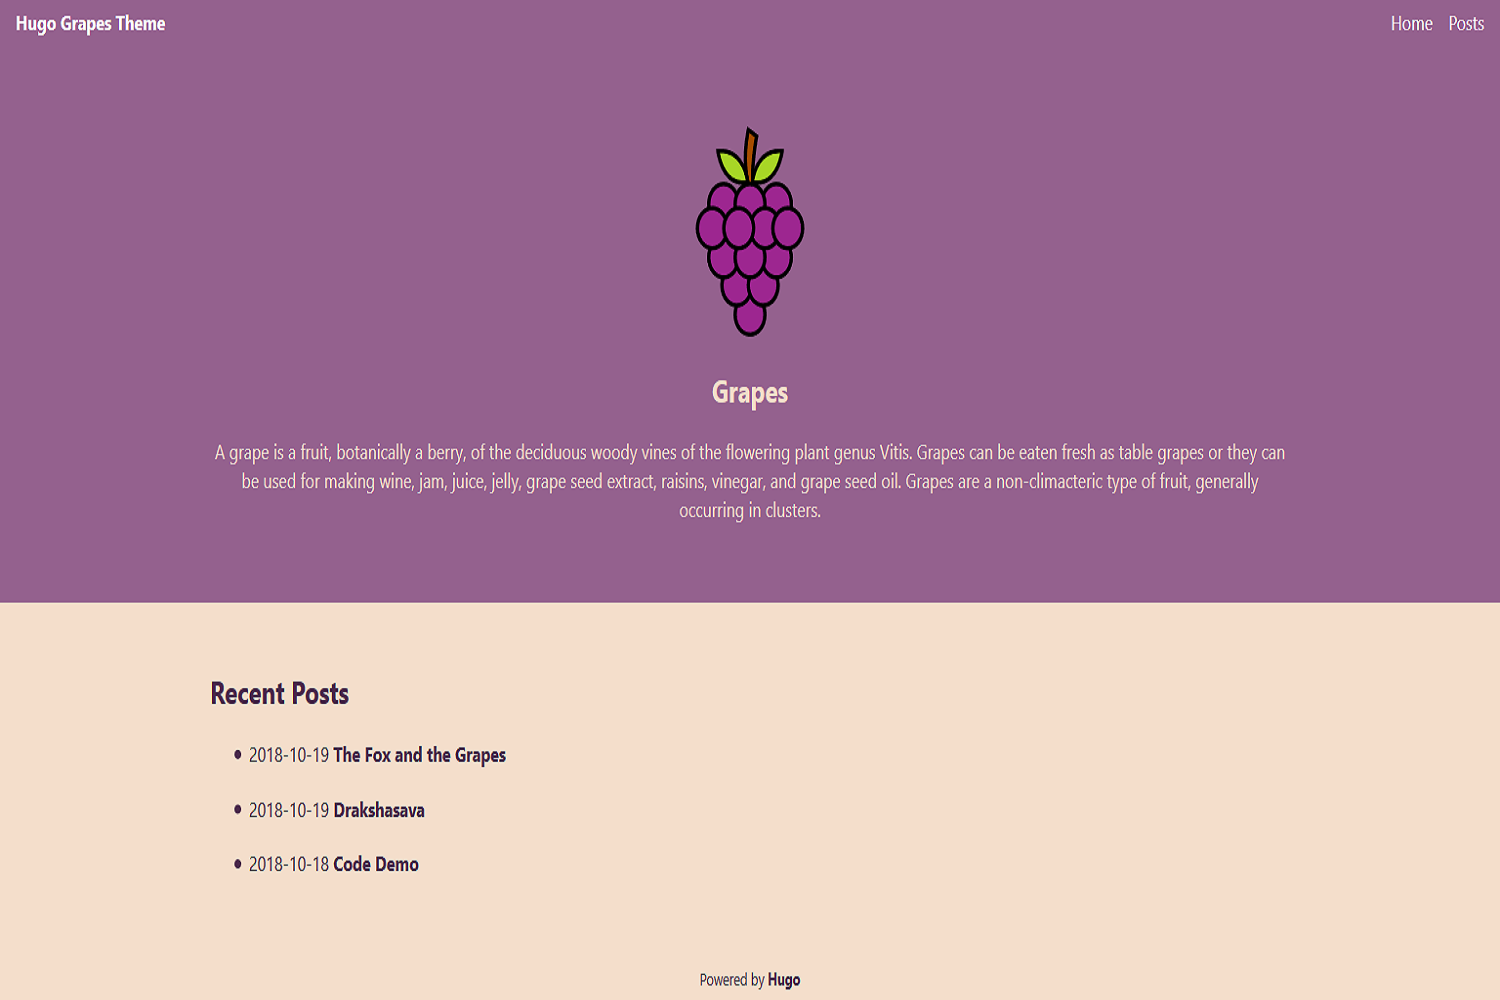 Hugo Grapes Theme
Home Posts
Grapes
A grape is a fruit, botanically a berry, of the deciduous woody vines of the flowering plant genus Vitis. Grapes can be eaten fresh as table grapes or they can
be used for making wine, jam, juice, jelly, grape seed extract, raisins, vinegar, and grape seed oil. Grapes are a non-climacteric type of fruit, generally
occurring in clusters.
Recent Posts
• 2018-10-19 The Fox and the Grapes
• 2018-10-19 Drakshasava
• 2018-10-18 Code Demo
Powered by Hugo